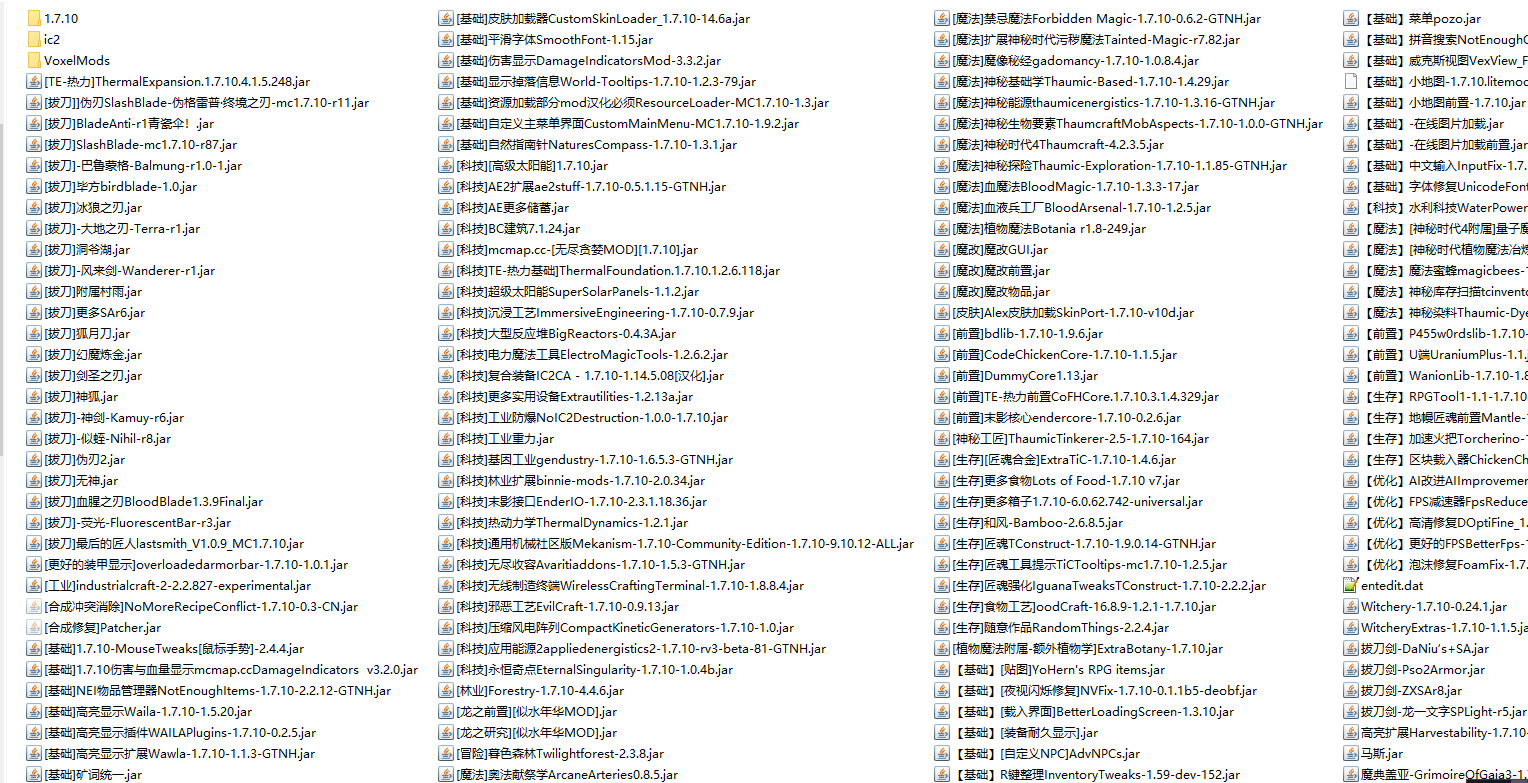 1.7.10
ic2
VoxelMods
[TE-热力]ThermalExpansion.1.7.10.4.1.5.248.jar
[拔刀]]伪刃SlashBlade-伪格雷普·终境之刃-mc1.7.10-r11.jar
[拔刀]BladeAnti-r1青瓷伞！.jar
[拔刀]SlashBlade-mc1.7.10-r87.jar
[拔刀]-巴鲁蒙格-Balmung-r1.0-1.jar
[拔刀]毕方birdblade-1.0.jar
[拔刀]冰狼之刃.jar
[拔刀]-大地之刃-Terra-r1.jar
[拔刀]洞爷湖.jar
[拔刀]-风来剑-Wanderer-r1.jar
[拔刀]附属村雨.jar
[拔刀]更多SAr6.jar
[拔刀]狐月刀.jar
[拔刀]幻魔炼金.jar
[拔刀]剑圣之刃.jar
[拔刀]神狐.jar
[拔刀]-神剑-Kamuy-r6.jar
[拔刀]-似蛭-Nihil-r8.jar
[拔刀]伪刃2.jar
[拔刀]无神.jar
[拔刀]血腥之刃BloodBlade1.3.9Final.jar
[拔刀]-荧光-FluorescentBar-r3.jar
[拔刀]最后的匠人lastsmith_V1.0.9_MC1.7.10.jar
[更好的装甲显示]overloadedarmorbar-1.7.10-1.0.1.jar
[工业]industrialcraft-2-2.2.827-experimental.jar
[合成冲突消除]NoMoreRecipeConflict-1.7.10-0.3-CN.jar
[合成修复]Patcher.jar
[基础]1.7.10-MouseTweaks[鼠标手势]-2.4.4.jar
[基础]1.7.10伤害与血量显示mcmap.ccDamageIndicators v3.2.0.jar
[基础]NEI物品管理器NotEnoughItems-1.7.10-2.2.12-GTNH.jar
[基础]高亮显示Waila-1.7.10-1.5.20.jar
[基础]高亮显示插件WAILAPlugins-1.7.10-0.2.5.jar
[基础]高亮显示扩展Wawla-1.7.10-1.1.3-GTNH.jar
[基础]矿词统一.jar
[基础]皮肤加载器CustomSkinLoader_1.7.10-14.6a.jar
[基础]平滑字体SmoothFont-1.15.jar
[基础]伤害显示DamageIndicatorsMod-3.3.2.jar
[基础]显示掉落信息World-Tooltips-1.7.10-1.2.3-79.jar
[基础]资源加载部分mod汉化必须ResourceLoader-MC1.7.10-1.3.jar
[基础]自定义主菜单界面CustomMainMenu-MC1.7.10-1.9.2.jar
[基础]自然指南针NaturesCompass-1.7.10-1.3.1.jar
[科技][高级太阳能]1.7.10.jar
[科技]AE2扩展ae2stuff-1.7.10-0.5.1.15-GTNH.jar
[科技]AE更多储蓄.jar
[科技]BC建筑7.1.24.jar
[科技]mcmap.cc-[无尽贪婪MOD][1.7.10].jar
[科技]TE-热力基础]ThermalFoundation.1.7.10.1.2.6.118.jar
[科技]超级太阳能SuperSolarPanels-1.1.2.jar
[科技]沉浸工艺ImmersiveEngineering-1.7.10-0.7.9.jar
[科技]大型反应堆BigReactors-0.4.3A.jar
[科技]电力魔法工具ElectroMagicTools-1.2.6.2.jar
[科技]复合装备IC2CA - 1.7.10-1.14.5.08[汉化].jar
[科技]更多实用设备Extrautilities-1.2.13a.jar
[科技]工业防爆NoIC2Destruction-1.0.0-1.7.10.jar
[科技]工业重力.jar
[科技]基因工业gendustry-1.7.10-1.6.5.3-GTNH.jar
[科技]林业扩展binnie-mods-1.7.10-2.0.34.jar
[科技]末影接口EnderIO-1.7.10-2.3.1.18.36.jar
[科技]热动力学ThermalDynamics-1.2.1.jar
[科技]通用机械社区版Mekanism-1.7.10-Community-Edition-1.7.10-9.10.12-ALL.jar
[科技]无尽收容Avaritiaddons-1.7.10-1.5.3-GTNH.jar
[科技]无线制造终端WirelessCraftingTerminal-1.7.10-1.8.8.4.jar
[科技]邪恶工艺EvilCraft-1.7.10-0.9.13.jar
[科技]压缩风电阵列CompactKineticGenerators-1.7.10-1.0.jar
[科技]应用能源2appliedenergistics2-1.7.10-rv3-beta-81-GTNH.jar
[科技]永恒奇点EternalSingularity-1.7.10-1.0.4b.jar
[林业]Forestry-1.7.10-4.4.6.jar
[龙之前置][似水年华MOD].jar
[龙之研究][似水年华MOD].jar
[冒险]暮色森林Twilightforest-2.3.8.jar
[魔法]奥法献祭学ArcaneArteries0.8.5.jar
[魔法]禁忌魔法Forbidden Magic-1.7.10-0.6.2-GTNH.jar
[魔法]扩展神秘时代污秽魔法Tainted-Magic-r7.82.jar
[魔法]魔像秘经gadomancy-1.7.10-1.0.8.4.jar
[魔法]神秘基础学Thaumic-Based-1.7.10-1.4.29.jar
[魔法]神秘能源thaumicenergistics-1.7.10-1.3.16-GTNH.jar
[魔法]神秘生物要素ThaumcraftMobAspects-1.7.10-1.0.0-GTNH.jar
[魔法]神秘时代4Thaumcraft-4.2.3.5.jar
[魔法]神秘探险Thaumic-Exploration-1.7.10-1.1.85-GTNH.jar
[魔法]血魔法BloodMagic-1.7.10-1.3.3-17.jar
[魔法]血液兵工厂BloodArsenal-1.7.10-1.2.5.jar
[魔法]植物魔法Botania r1.8-249.jar
[魔改]魔改GUI.jar
[魔改]魔改前置.jar
[魔改]魔改物品.jar
[皮肤]Alex皮肤加载SkinPort-1.7.10-v10d.jar
[前置]bdlib-1.7.10-1.9.6.jar
[前置]CodeChickenCore-1.7.10-1.1.5.jar
[前置]DummyCore1.13.jar
[前置]TE-热力前置CoFHCore.1.7.10.3.1.4.329.jar
[前置]末影核心endercore-1.7.10-0.2.6.jar
[神秘工匠]ThaumicTinkerer-2.5-1.7.10-164.jar
[生存][匠魂合金]ExtraTiC-1.7.10-1.4.6.jar
[生存]更多食物Lots of Food-1.7.10 v7.jar
[生存]更多箱子1.7.10-6.0.62.742-universal.jar
[生存]和风-Bamboo-2.6.8.5.jar
[生存]匠魂TConstruct-1.7.10-1.9.0.14-GTNH.jar
[生存]匠魂工具提示TiCTooltips-mc1.7.10-1.2.5.jar
[生存]匠魂强化IguanaTweaksTConstruct-1.7.10-2.2.2.jar
[生存]食物工艺]oodCraft-16.8.9-1.2.1-1.7.10.jar
[生存]随意作品RandomThings-2.2.4.jar
[植物魔法附属-额外植物学]ExtraBotany-1.7.10.jar
【基础】[贴图]YoHern's RPG items.jar
【基础】[夜视闪烁修复]NVFix-1.7.10-0.1.1b5-deobf.jar
【基础】[载入界面]BetterLoadingScreen-1.3.10.jar
【基础】[装备耐久显示].jar
【基础】[自定义NPC]AdvNPCs.jar
【基础】R键整理InventoryTweaks-1.59-dev-152.jar
【基础】菜单pozo.jar
【基础】拼音搜索NotEnough
【基础】威克斯视图VexView_F
【基础】小地图-1.7.10.litemod
【基础】小地图前置-1.7.10.jar
【基础】-在线图片加载.jar
【基础】-在线图片加载前置.jar
【基础】中文输入InputFix-1.7.
【基础】字体修复UnicodeFont
【科技】水利科技WaterPower
【魔法】[神秘时代4附属]量子
【魔法】[神秘时代植物魔法冶
【魔法】魔法蜜蜂magicbees-
【魔法】神秘库存扫描tcinvent
【魔法】神秘染料Thaumic-Dye
【前置】P455w0rdslib-1.7.10-
【前置】U端UraniumPlus-1.1.
【前置】WanionLib-1.7.10-1.8
【生存】RPGTool1-1.1-1.7.10
【生存】地幔匠魂前置Mantle-
【生存】加速火把Torcherino-
【生存】区块载入器ChickenCh
【优化】AI改进AIImprovemen
【优化】FPS减速器FpsReduce
【优化】高清修复DOptiFine_1.
【优化】更好的FPSBetterFps-
【优化】泡沫修复FoamFix-1.7.
entedit.dat
Witchery-1.7.10-0.24.1.jar
WitcheryExtras-1.7.10-1.1.5.ja
拔刀剑-DaNiu's+SA.jar
拔刀剑-Pso2Armor.jar
拔刀剑-ZXSAr8.jar
拔刀剑-龙一文字SPLight-r5.jar
高亮扩展Harvestability-1.7.10-
马斯.jar
魔典盖亚-GrimoireOfGaia3-1.